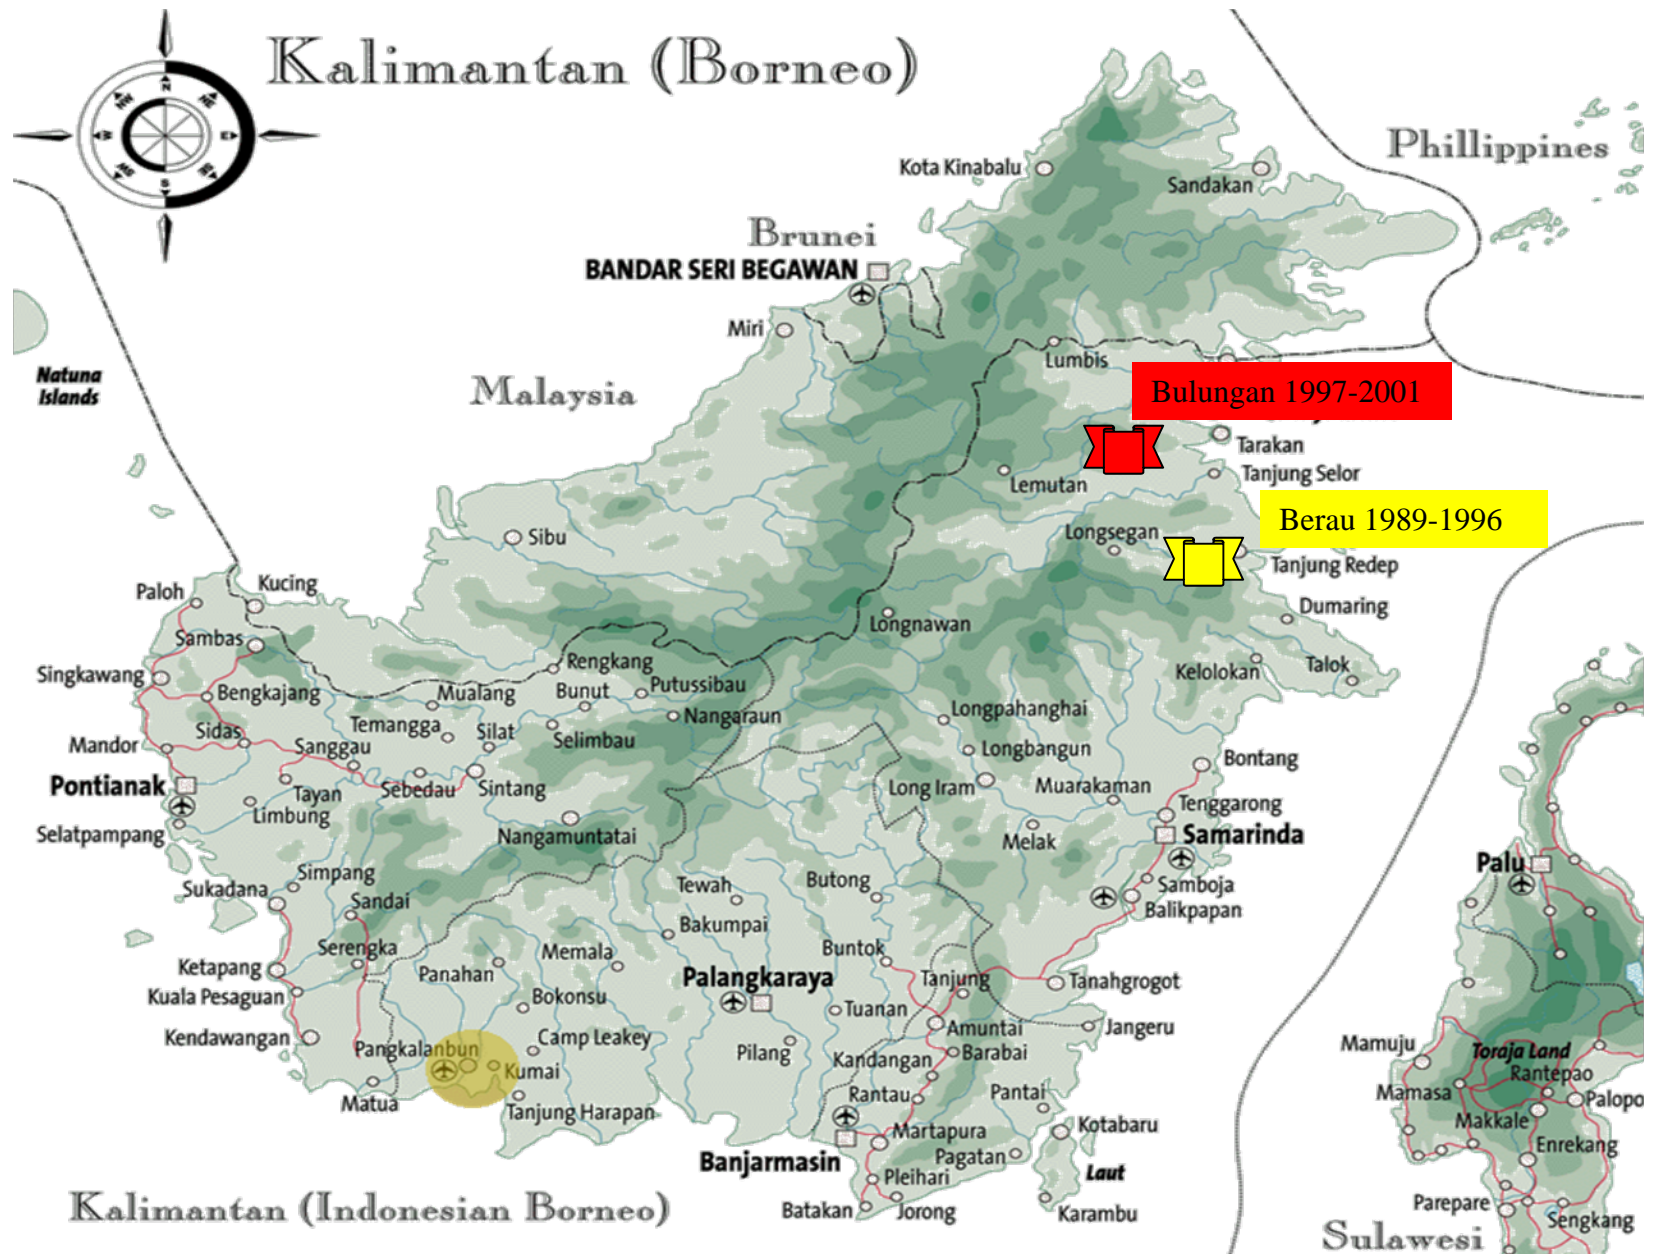 Kalimantan (Borneo)
N
NE
E
SE
S
SW
W
NW
Phillippines
Kota Kinabalu
Sandakan
Brunei
BANDAR SERI BEGAWAN
Miri
Lumbis
Natuna
Islands
Malaysia
Bulungan 1997-2001
Tarakan
Lemutan
Tanjung Selor
Berau 1989-1996
Sibu
Longsegan
Tanjung Redep
Paloh
Kucing
Dumaring
Longnawan
Sambas
Singkawang
Rengkang
Kelolokan
Talok
Bengkajang
Mualang
Bunut
Putussibau
Temangga
Silat
Nangaraun
Longpahanghai
Sidas
Selimbau
Mandor
Sanggau
Longbangun
Bontang
Pontianak
Tayan
Sebedau
Sintang
Long Iram
Muarakaman
Limbung
Tenggarong
Selatpampang
Nangamuntatai
Melak
Samarinda
Palu
Simpang
Sukadana
Sandai
Tewah
Butong
Samboja
Balikpapan
Bakumpai
Serengka
Memala
Buntok
Ketapang
Panahan
Palangkaraya
Tanjung
Tanahgrogot
Kuala Pesaguan
Bokonsu
Tuanan
Kendawangan
Camp Leakey
Amuntai
Jangeru
Pangkalanbun
Pilang
Kandangan
Barabai
Mamuju
Toraja Land
Kumai
Rantepao
Matua
Tanjung Harapan
Rantau
Pantai
Mamasa
Palopo
Makkale
Martapura
Kotabaru
Banjarmasin
Pagatan
Enrekang
Pleihari
Laut
Kalimantan (Indonesian Borneo)
Batakan
Jorong
Karambu
Parepare
Sengkang
Sulawesi